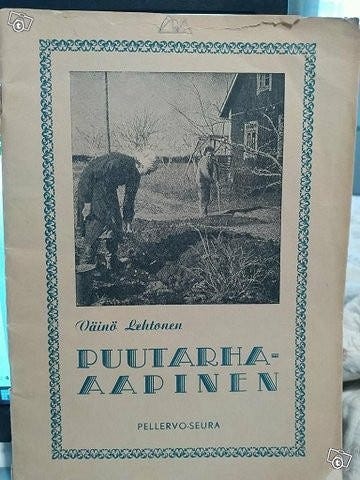 Väinö Lehtonen
PUUTARHA-
AAPINEN
PELLERVO-SEURA